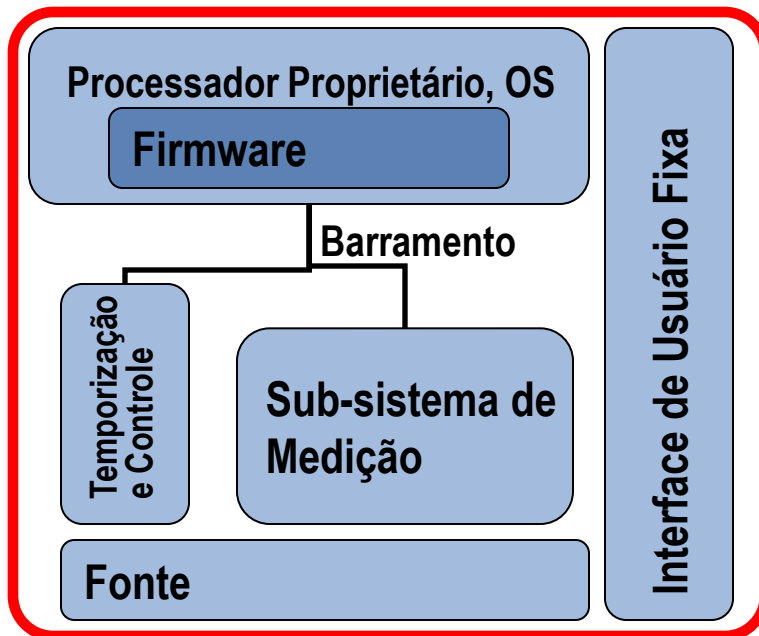 Processador Proprietário, OS
Firmware
Barramento
Temporização
e Controle
Sub-sistema de
Medição
Fonte
Interface de Usuário Fixa